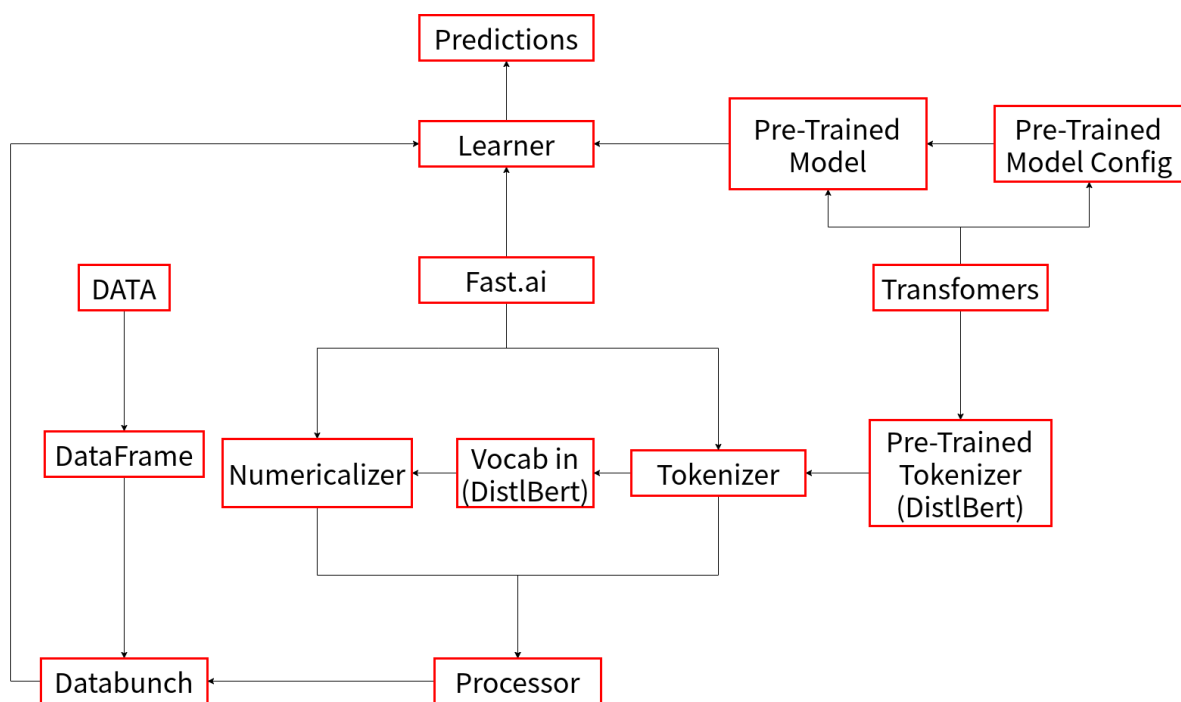 Predictions
Learner
Pre-Trained
Model
Pre-Trained
Model Config
Fast.ai
DATA
Transfomers
DataFrame
Numericalizer
Vocab in
(DistlBert)
Tokenizer
Pre-Trained
Tokenizer
(DistlBert)
Databunch
Processor